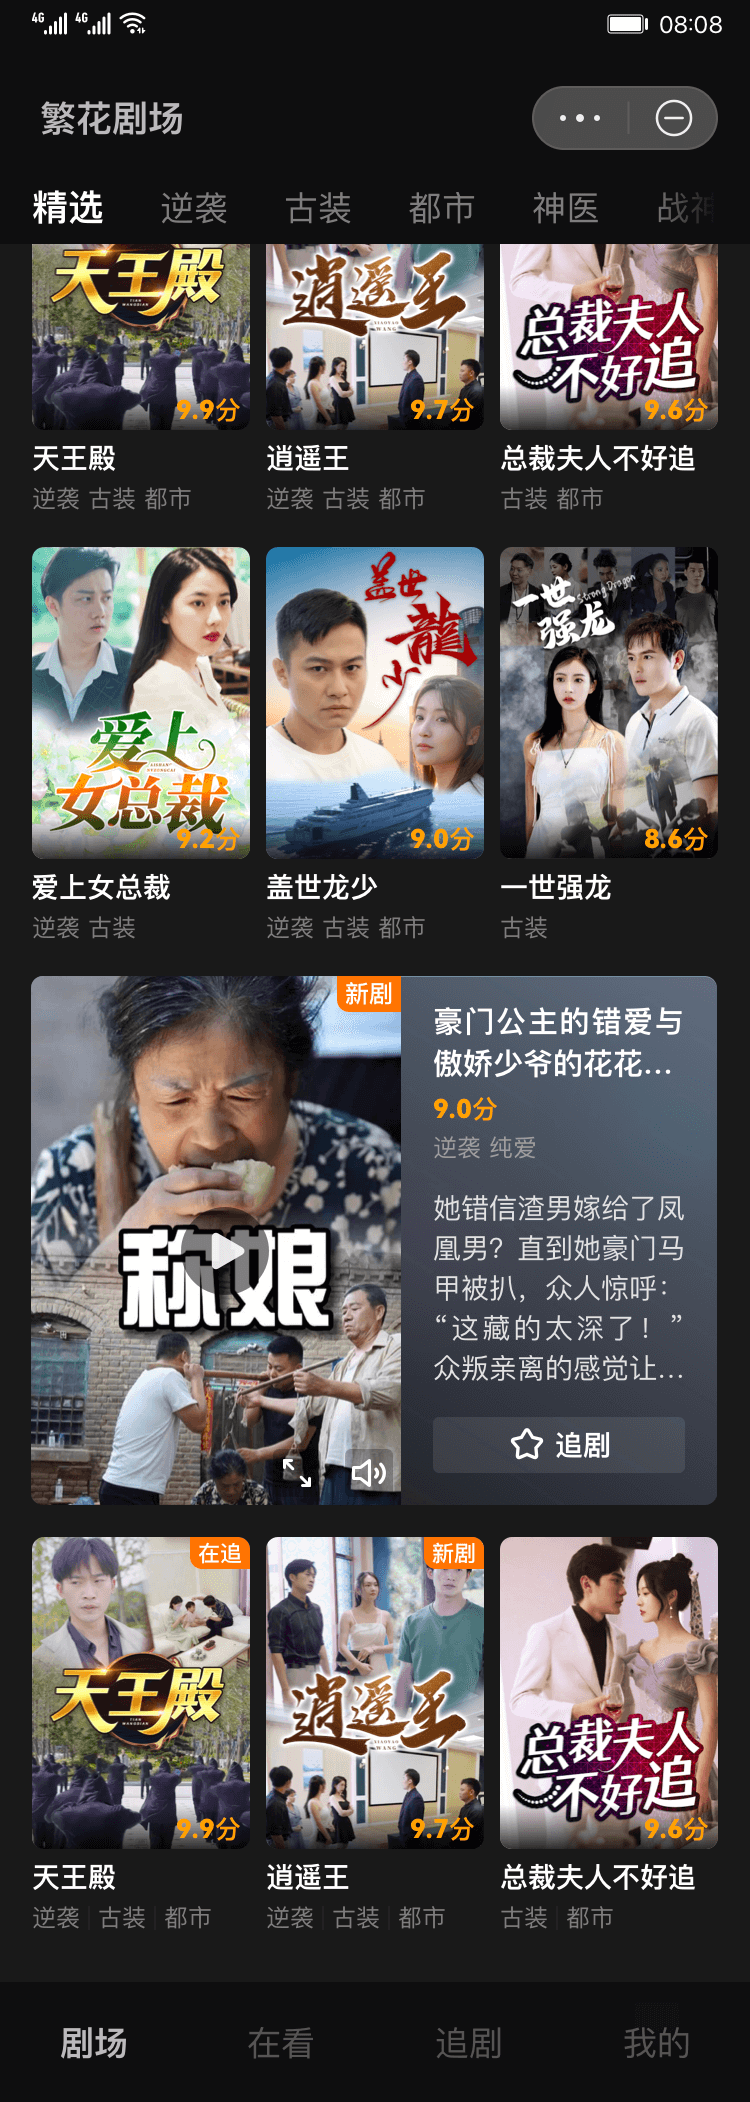 4G 4G 08:08
繁花剧场
精选 逆袭 古装 都市 神医 战神
天王殿
TIAN WANGDIAN
9.9分
逍遥王
XIAOYAO WANG
9.7分
总裁夫人
不好追
9.6分
天王殿 逍遥王 总裁夫人不好追
逆袭 古装 都市 逆袭 古装 都市 古装 都市
爱上
女总裁
9.2分
盖世
龍
少
9.0分
一世
强龙
Strong Dragon
8.6分
爱上女总裁 盖世龙少 一世强龙
逆袭 古装 逆袭 古装 都市 古装
新剧
称娘
豪门公主的错爱与
傲娇少爷的花花...
9.0分
逆袭 纯爱
她错信渣男嫁给了凤
凰男？直到她豪门马
甲被扒，众人惊呼：
“这藏的太深了！”
众叛亲离的感觉让...
追剧
在追
天王殿
TIAN WANGDIAN
9.9分
新剧
逍遥王
XIAOYAO WANG
9.7分
总裁夫人
不好追
9.6分
天王殿 逍遥王 总裁夫人不好追
逆袭 古装 都市 逆袭 古装 都市 古装 都市
剧场 在看 追剧 我的